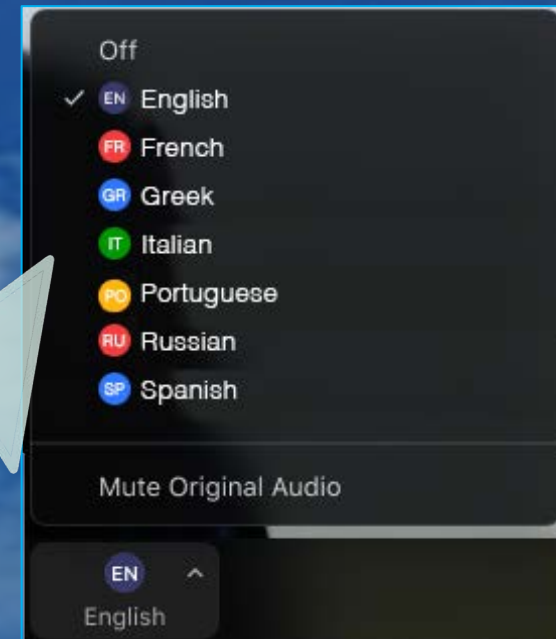 Off
EN English
FR French
GR Greek
IT Italian
PO Portuguese
RU Russian
SP Spanish
Mute Original Audio
EN
English